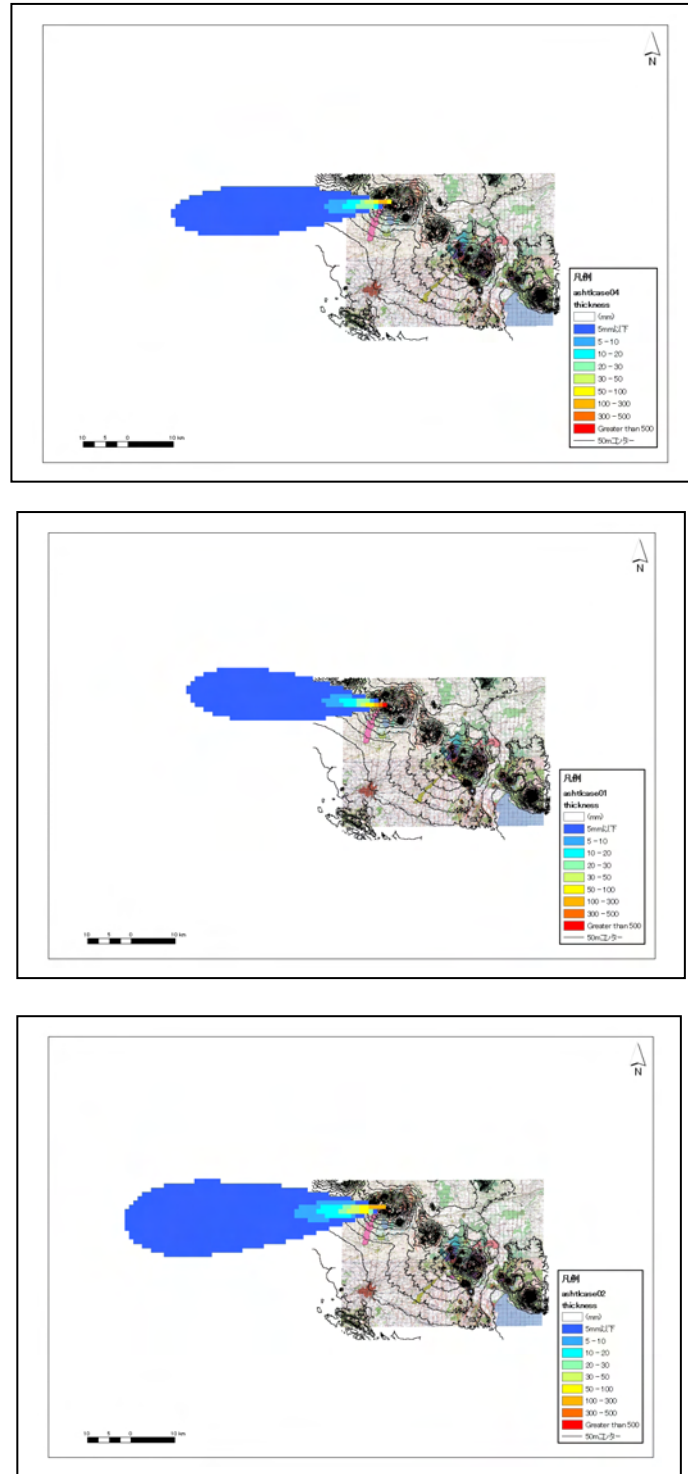 N
凡例
ashtlcase04
thickness
(mm)
5mm以下
5-10
10-20
20-30
30-50
50-100
100-300
300-500
Greater than 500
50mコンター
10 5 0 10 km
N
凡例
ashtlcase01
thickness
(mm)
5mm以下
5-10
10-20
20-30
30-50
50-100
100-300
300-500
Greater than 500
50mコンター
10 5 0 10 km
N
凡例
ashtlcase02
thickness
(mm)
5mm以下
5-10
10-20
20-30
30-50
50-100
100-300
300-500
Greater than 500
50mコンター
10 5 0 10 km